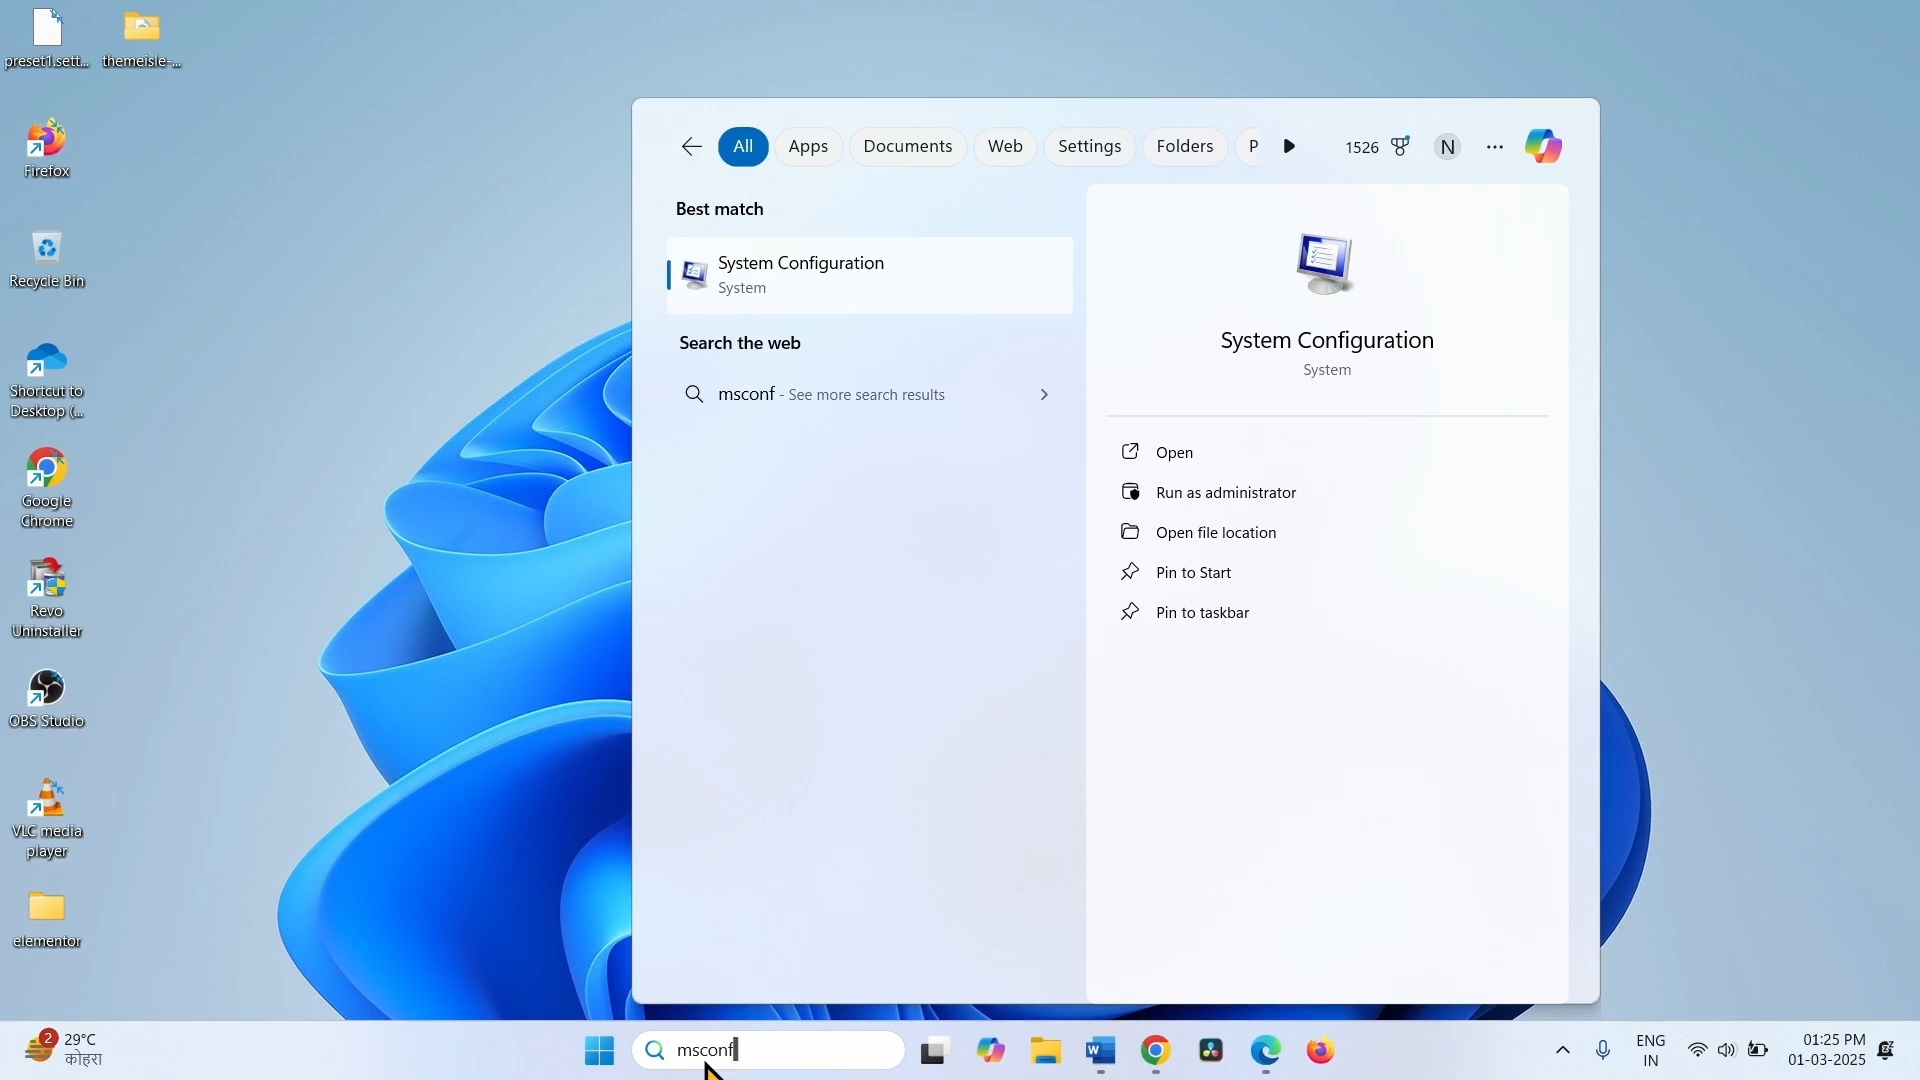 preset1.sett...
themeisle-...
Firefox
Recycle Bin
Shortcut to
Desktop (...
Google
Chrome
Revo
Uninstaller
OBS Studio
VLC media
player
elementor
All
Apps
Documents
Web
Settings
Folders
P
1526
N
Best match
System Configuration
System
Search the web
msconf - See more search results
System Configuration
System
Open
Run as administrator
Open file location
Pin to Start
Pin to taskbar
2
29°C
कोहरा
msconf
W
ENG
IN
01:25 PM
01-03-2025